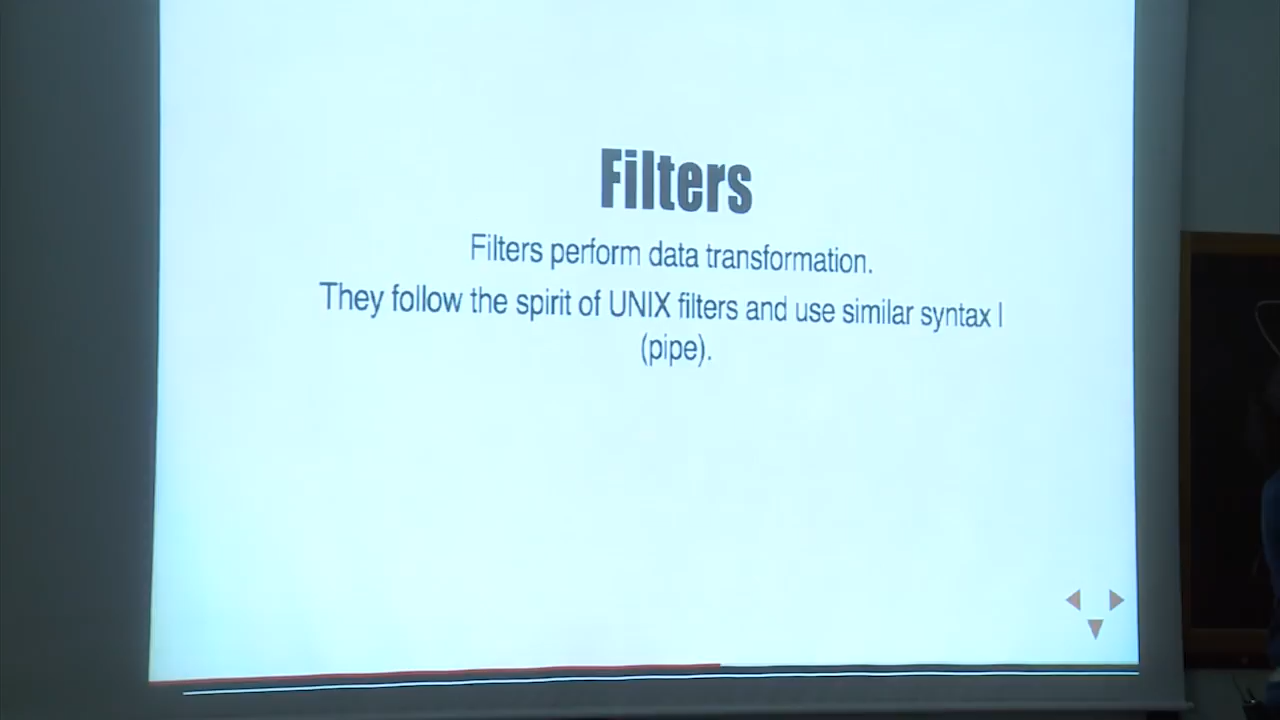 Filters
Filters perform data transformation.
They follow the spirit of UNIX filters and use similar syntax |
(pipe).